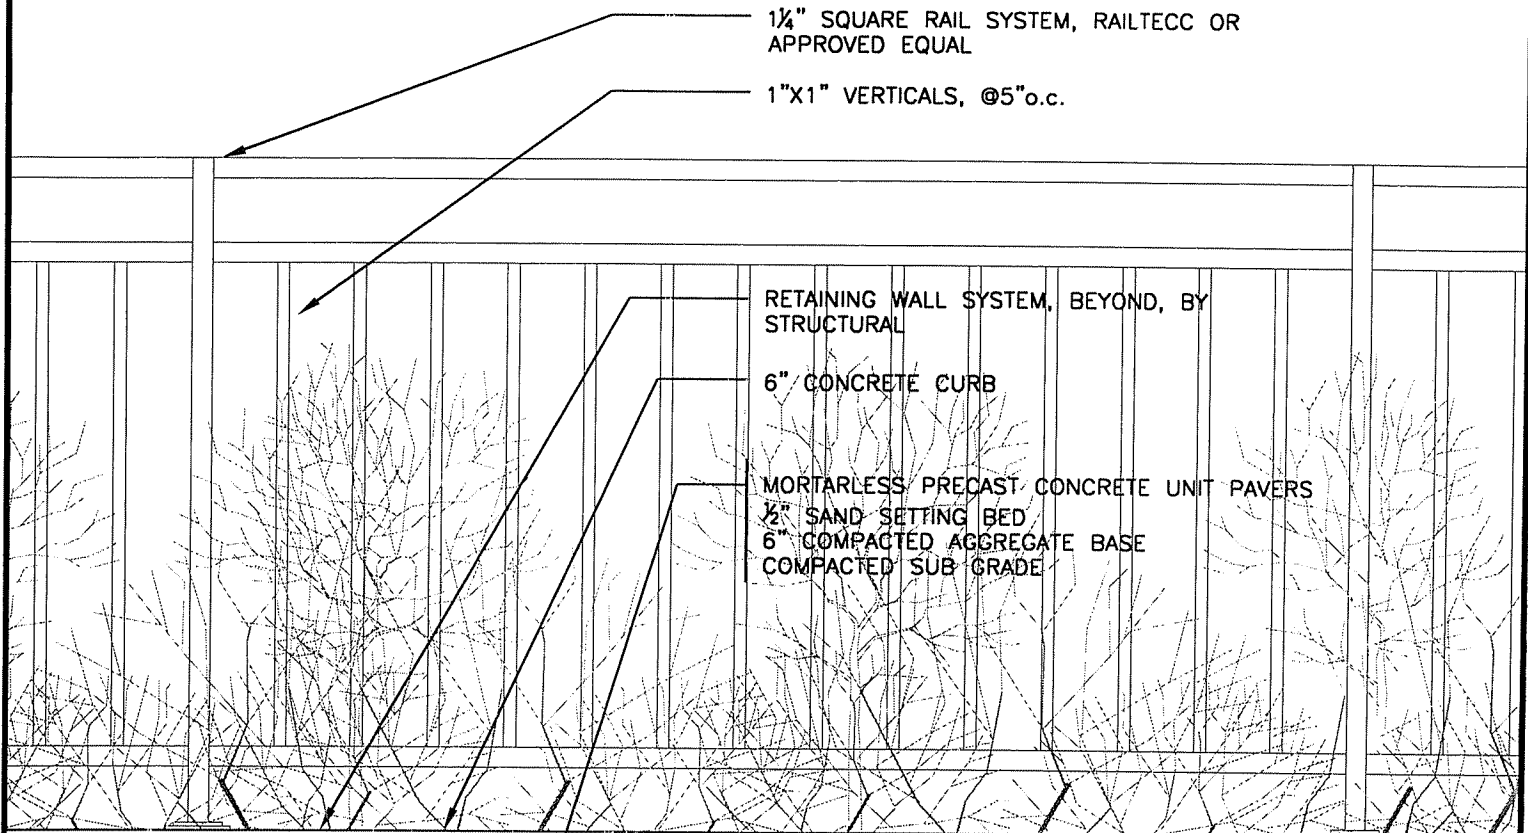 1¼" SQUARE RAIL SYSTEM, RAILTECC OR
APPROVED EQUAL
1"X1" VERTICALS, @5"o.c.
RETAINING WALL SYSTEM, BEYOND, BY
STRUCTURAL
6" CONCRETE CURB
MORTARLESS PRECAST CONCRETE UNIT PAVERS
½" SAND SETTING BED
6" COMPACTED AGGREGATE BASE
COMPACTED SUB GRADE